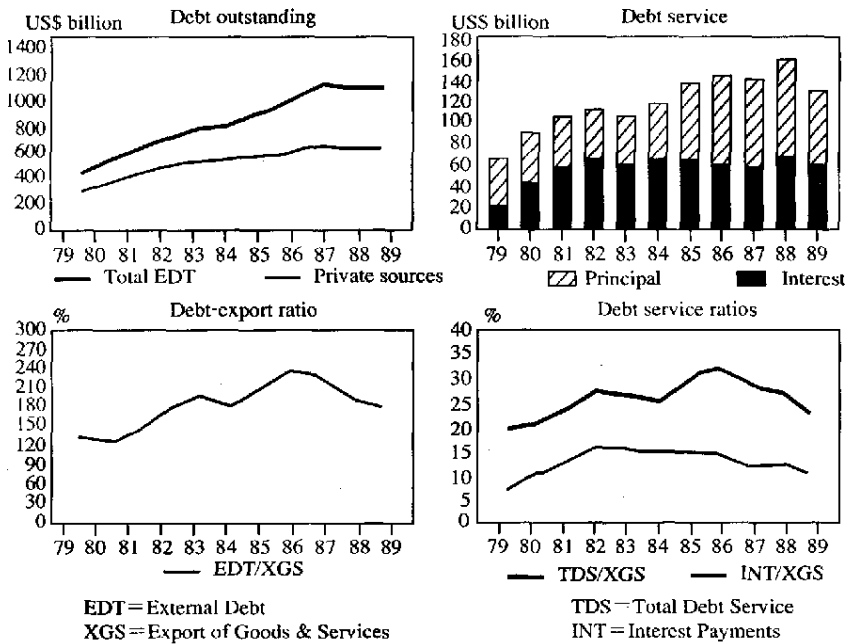 Debt outstanding
US$ billion
1400
1200
1000
800
600
400
200
0
79 80 81 82 83 84 85 86 87 88 89
Total EDT Private sources
Debt service
US$ billion
180
160
140
120
100
80
60
40
20
0
79 80 81 82 83 84 85 86 87 88 89
Principal Interest
Debt-export ratio
%
300
270
240
210
180
150
120
90
60
30
0
79 80 81 82 83 84 85 86 87 88 89
EDT/XGS
Debt service ratios
%
40
35
30
25
20
15
10
5
0
79 80 81 82 83 84 85 86 87 88 89
TDS/XGS INT/XGS
EDT=External Debt
XGS=Export of Goods & Services
TDS=Total Debt Service
INT=Interest Payments